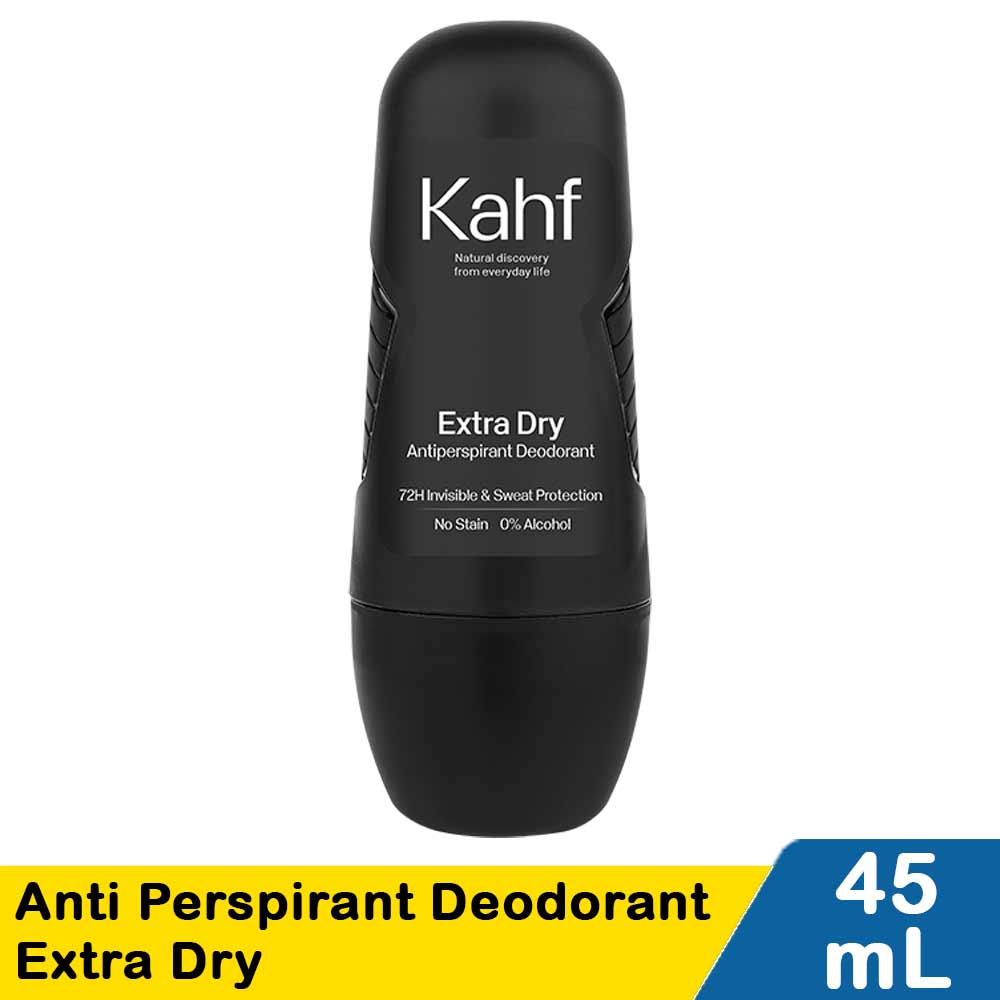 Kahf
Natural discovery
from everyday life
Extra Dry
Antiperspirant Deodorant
72H Invisible & Sweat Protection
No Stain 0% Alcohol
Anti Perspirant Deodorant
Extra Dry
45
mL